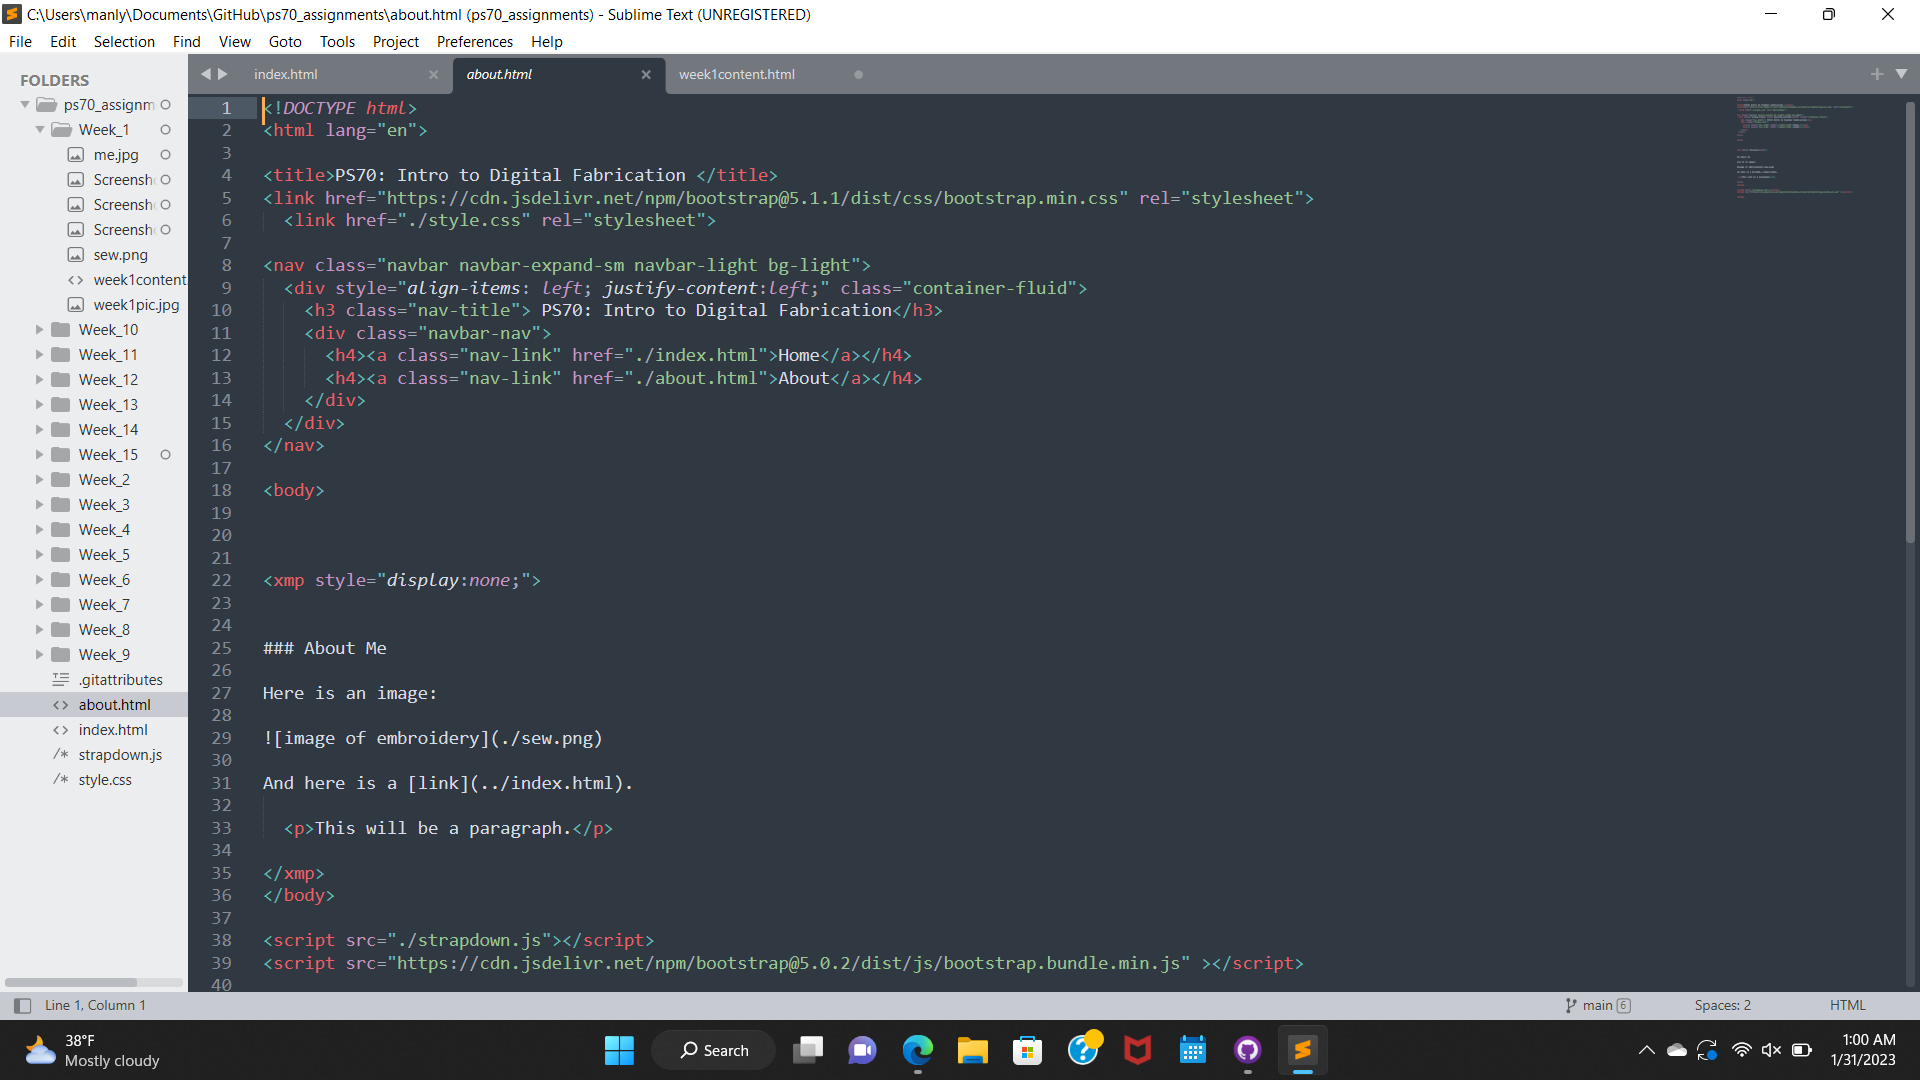 C:\Users\manly\Documents\GitHub\ps70_assignments\about.html (ps70_assignments) - Sublime Text (UNREGISTERED)
File Edit Selection Find View Goto Tools Project Preferences Help
FOLDERS
ps70_assignm
Week_1
me.jpg
Screensh
Screensh
Screensh
sew.png
week1content
week1pic.jpg
Week_10
Week_11
Week_12
Week_13
Week_14
Week_15
Week_2
Week_3
Week_4
Week_5
Week_6
Week_7
Week_8
Week_9
.gitattributes
about.html
index.html
strapdown.js
style.css
index.html about.html week1content.html
1 <!DOCTYPE html>
2 <html lang="en">
3
4 <title>PS70: Intro to Digital Fabrication </title>
5 <link href="https://cdn.jsdelivr.net/npm/bootstrap@5.1.1/dist/css/bootstrap.min.css" rel="stylesheet">
6 <link href="./style.css" rel="stylesheet">
7
8 <nav class="navbar navbar-expand-sm navbar-light bg-light">
9 <div style="align-items: left; justify-content:left;" class="container-fluid">
10 <h3 class="nav-title"> PS70: Intro to Digital Fabrication</h3>
11 <div class="navbar-nav">
12 <h4><a class="nav-link" href="./index.html">Home</a></h4>
13 <h4><a class="nav-link" href="./about.html">About</a></h4>
14 </div>
15 </div>
16 </nav>
17
18 <body>
19
20
21
22 <xmp style="display:none;">
23
24
25 ### About Me
26
27 Here is an image:
28
29 ![image of embroidery](./sew.png)
30
31 And here is a [link](../index.html).
32
33 <p>This will be a paragraph.</p>
34
35 </xmp>
36 </body>
37
38 <script src="./strapdown.js"></script>
39 <script src="https://cdn.jsdelivr.net/npm/bootstrap@5.0.2/dist/js/bootstrap.bundle.min.js" ></script>
40
Line 1, Column 1 main 6 Spaces: 2 HTML
38°F
Mostly cloudy
Search
1:00 AM
1/31/2023